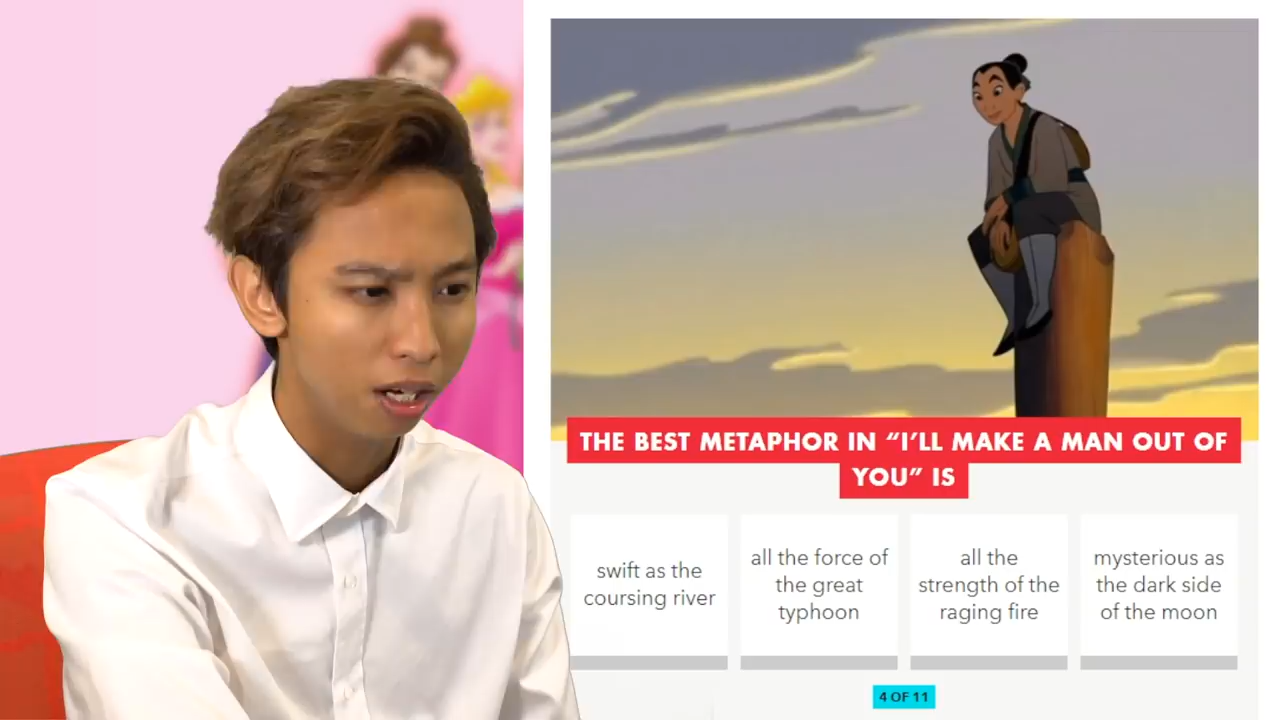 THE BEST METAPHOR IN “I’LL MAKE A MAN OUT OF
YOU” IS
swift as the
coursing river
all the force of
the great
typhoon
all the
strength of the
raging fire
mysterious as
the dark side
of the moon
4 OF 11